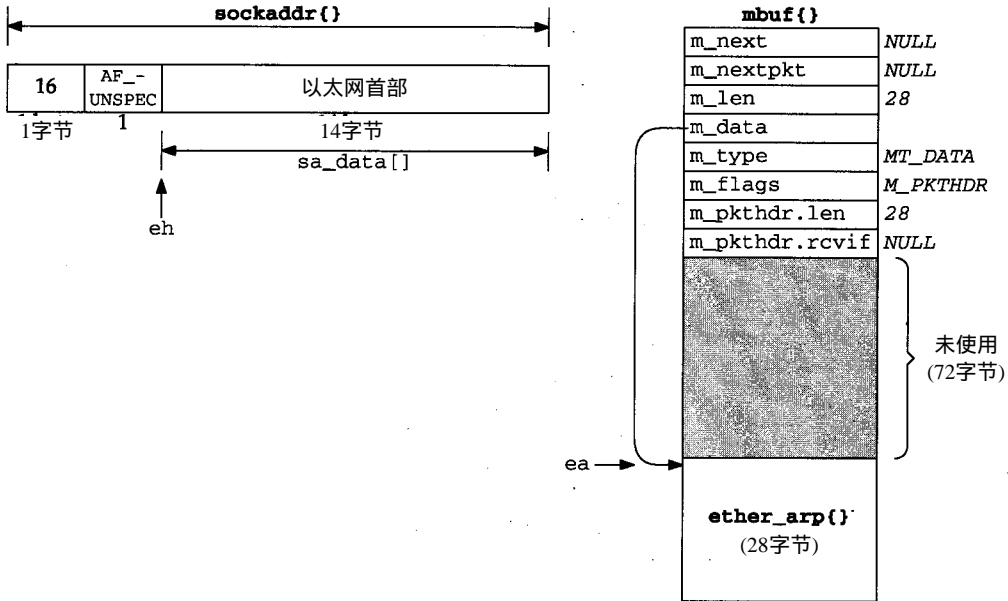 sockaddr{}
16
AF_-
UNSPEC
以太网首部
1字节
1
14字节
sa_data[]
eh
mbuf{}
m_next NULL
m_nextpkt NULL
m_len 28
m_data
m_type MT_DATA
m_flags M_PKTHDR
m_pkthdr.len 28
m_pkthdr.rcvif NULL
未使用
(72字节)
ea
ether_arp{}
(28字节)